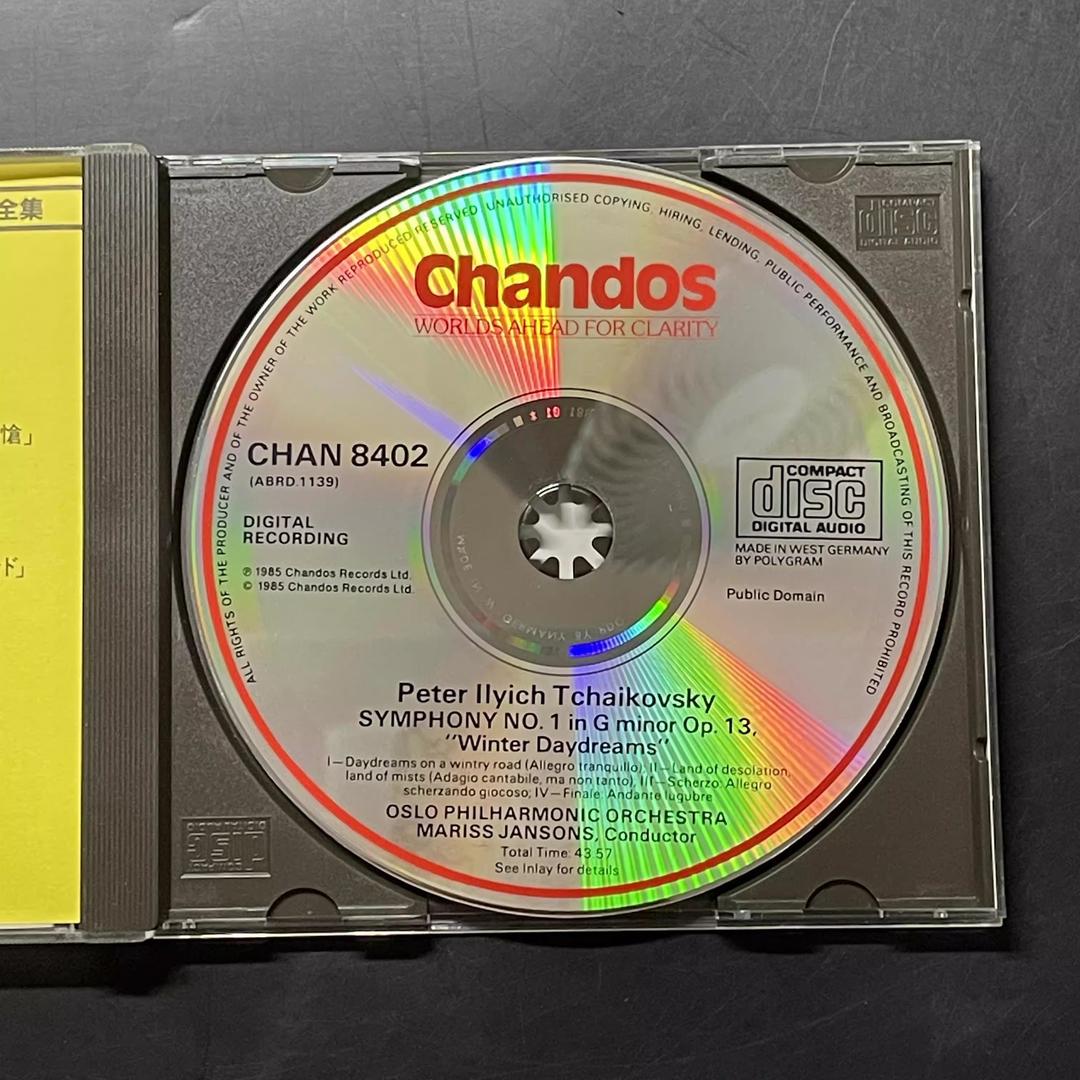 全集
愴」
ド」
ALL RIGHTS OF THE PRODUCER AND OF THE OWNER OF THE WORK REPRODUCED RESERVED UNAUTHORISED COPYING, HIRING, LENDING, PUBLIC PERFORMANCE AND BROADCASTING OF THIS RECORD PROHIBITED
Chandos
WORLDS AHEAD FOR CLARITY
CHAN 8402
(ABRD.1139)
DIGITAL
RECORDING
℗ 1985 Chandos Records Ltd.
© 1985 Chandos Records Ltd.
COMPACT
disc
DIGITAL AUDIO
MADE IN WEST GERMANY
BY POLYGRAM
Public Domain
Peter Ilyich Tchaikovsky
SYMPHONY NO. 1 in G minor Op. 13,
"Winter Daydreams"
I—Daydreams on a wintry road (Allegro tranquillo); II—Land of desolation,
land of mists (Adagio cantabile, ma non tanto); III—Scherzo: Allegro
scherzando giocoso; IV—Finale: Andante lugubre
OSLO PHILHARMONIC ORCHESTRA
MARISS JANSONS, Conductor
Total Time: 43:57
See Inlay for details
COMPACT
disc
DIGITAL AUDIO
COMPACT
disc
DIGITAL AUDIO